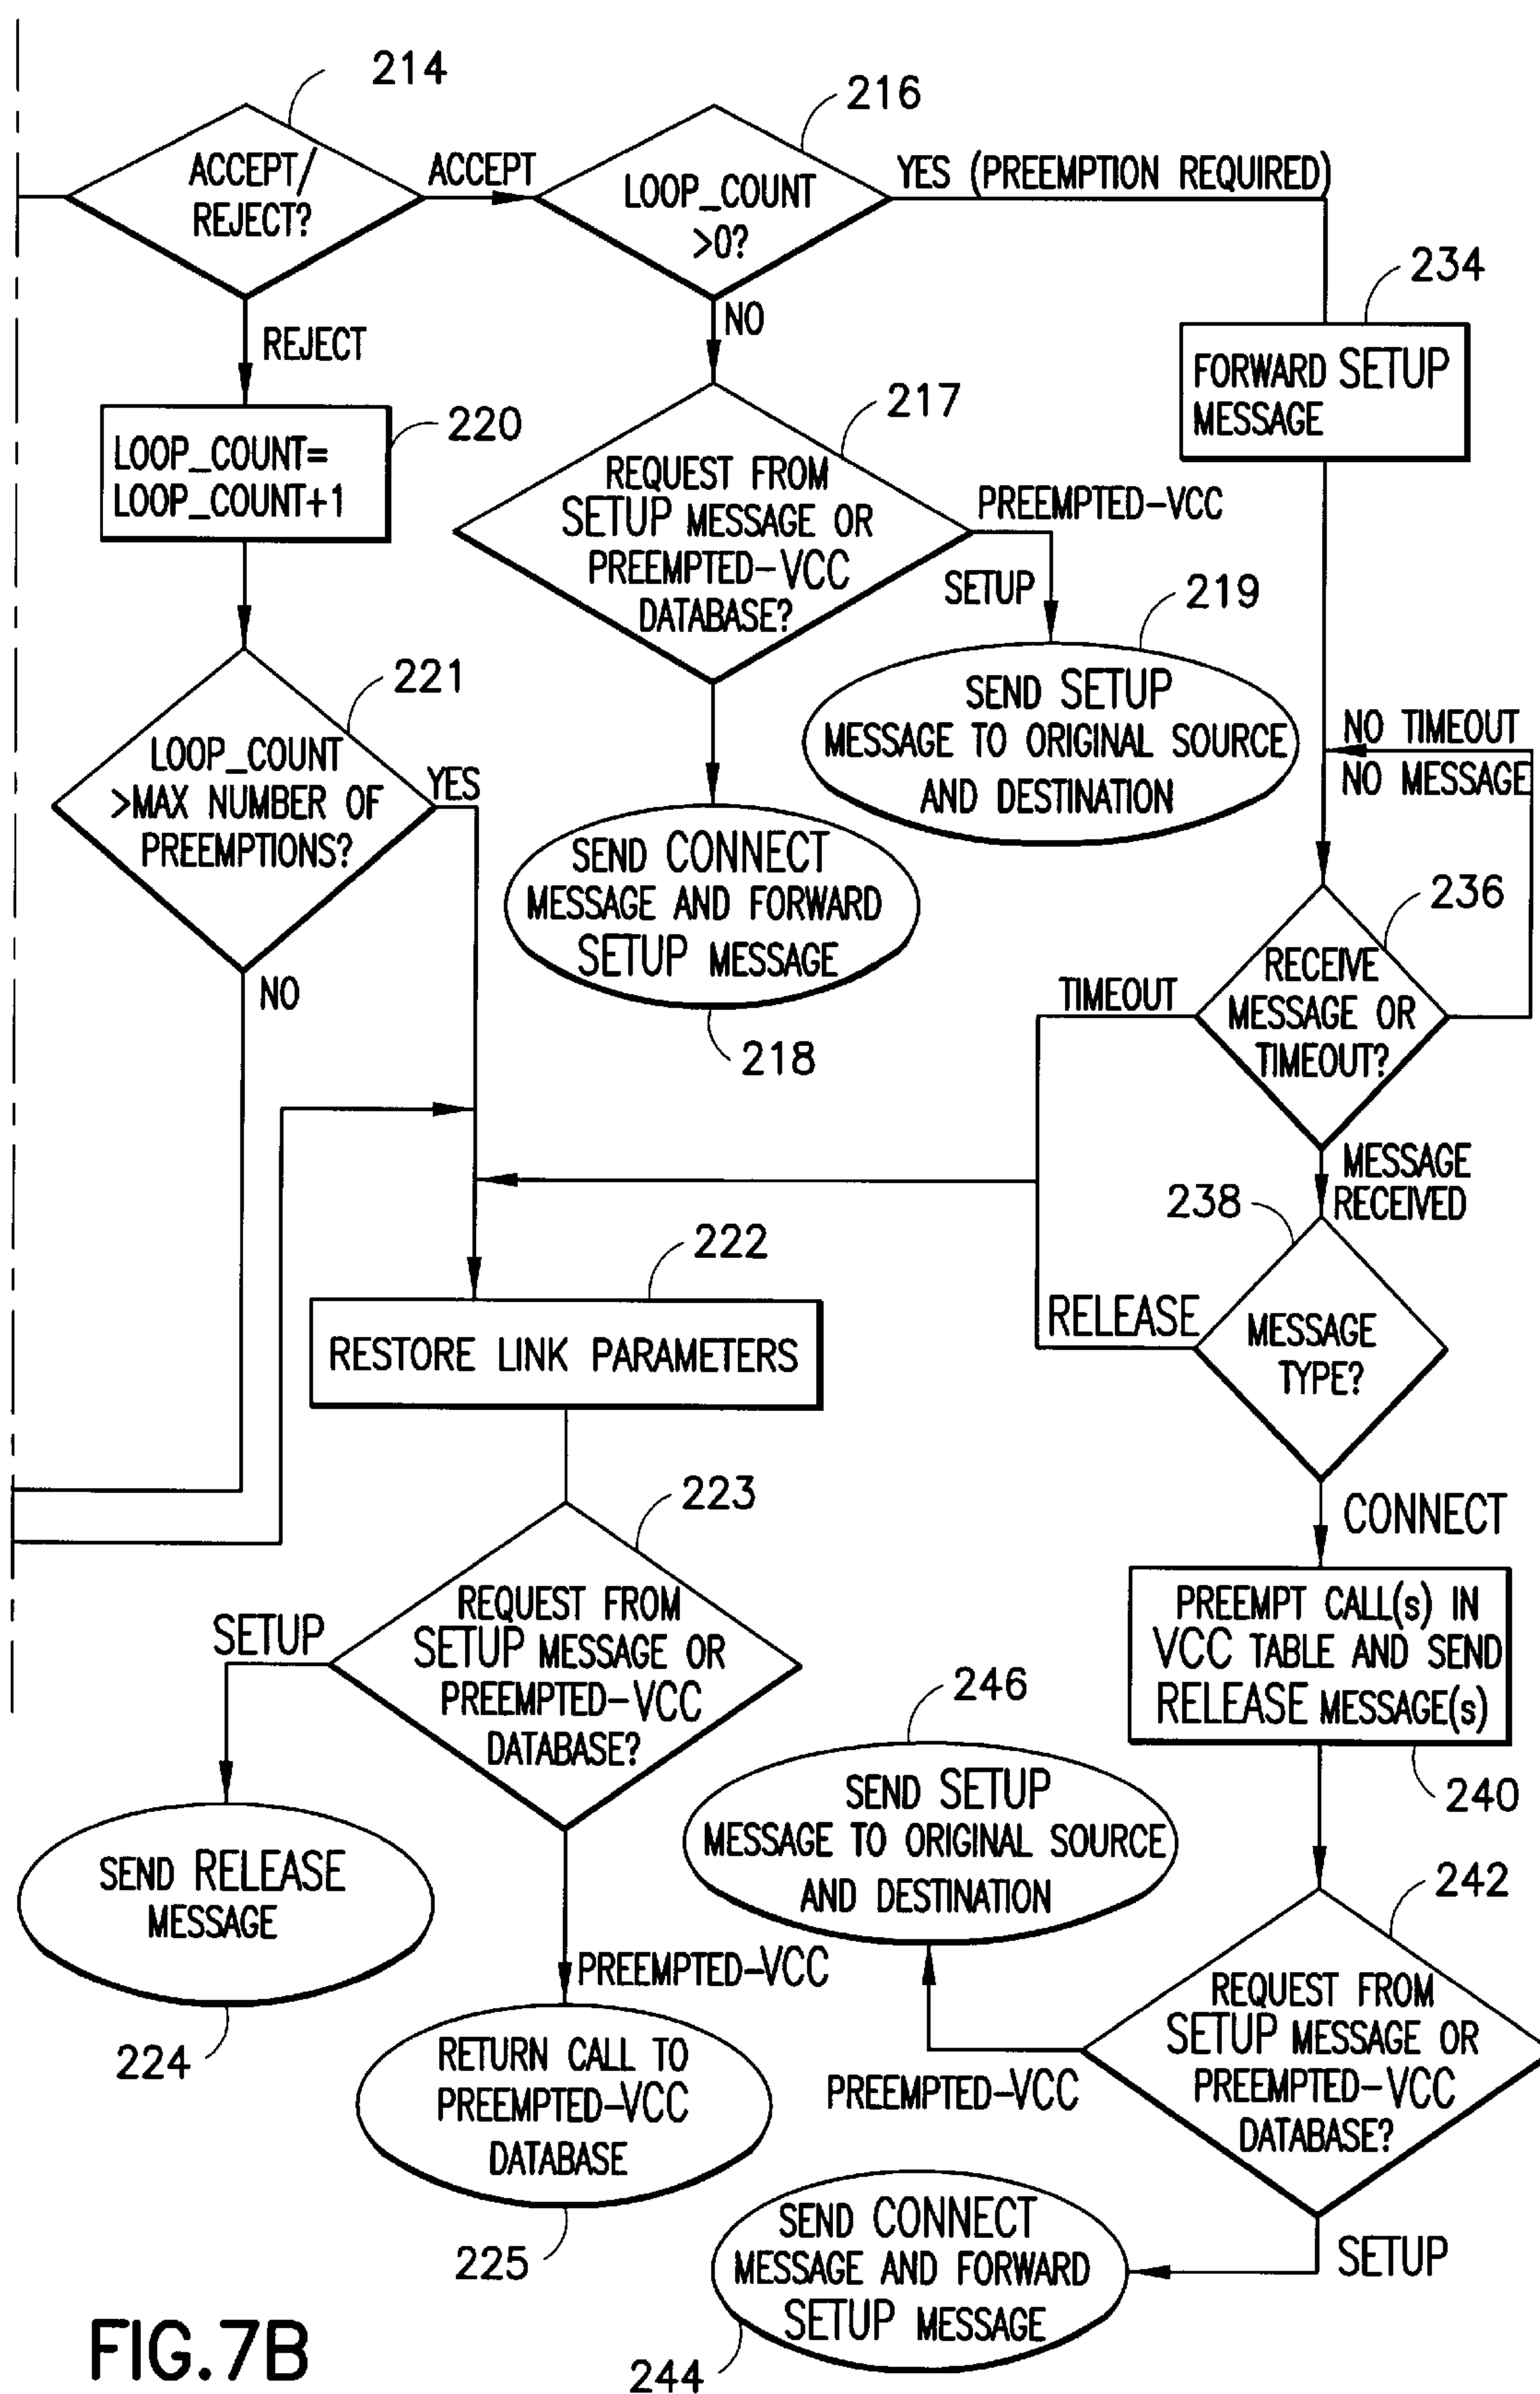 214
ACCEPT/
REJECT?
ACCEPT
216
LOOP_COUNT
>0?
YES (PREEMPTION REQUIRED)
REJECT
NO
234
FORWARD SETUP
MESSAGE
220
LOOP_COUNT=
LOOP_COUNT+1
217
REQUEST FROM
SETUP MESSAGE OR
PREEMPTED-VCC
DATABASE?
PREEMPTED-VCC
SETUP
219
SEND SETUP
MESSAGE TO ORIGINAL SOURCE
AND DESTINATION
221
LOOP_COUNT
>MAX NUMBER OF
PREEMPTIONS?
YES
NO
SEND CONNECT
MESSAGE AND FORWARD
SETUP MESSAGE
218
NO TIMEOUT
NO MESSAGE
236
RECEIVE
MESSAGE OR
TIMEOUT?
TIMEOUT
MESSAGE
RECEIVED
238
MESSAGE
TYPE?
RELEASE
222
RESTORE LINK PARAMETERS
CONNECT
223
REQUEST FROM
SETUP MESSAGE OR
PREEMPTED-VCC
DATABASE?
SETUP
PREEMPT CALL(s) IN
VCC TABLE AND SEND
RELEASE MESSAGE(s)
240
246
SEND SETUP
MESSAGE TO ORIGINAL SOURCE
AND DESTINATION
SEND RELEASE
MESSAGE
224
PREEMPTED-VCC
242
REQUEST FROM
SETUP MESSAGE OR
PREEMPTED-VCC
DATABASE?
PREEMPTED-VCC
RETURN CALL TO
PREEMPTED-VCC
DATABASE
225
SEND CONNECT
MESSAGE AND FORWARD
SETUP MESSAGE
244
SETUP
FIG.7B